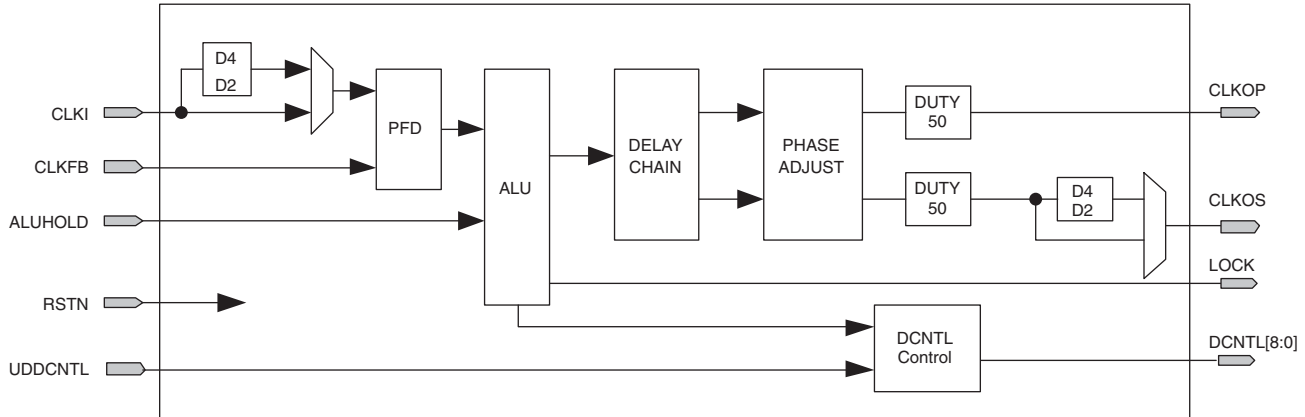 D4
D2
CLKI
CLKFB
ALUHOLD
RSTN
UDDCNTL
PFD
ALU
DELAY
CHAIN
PHASE
ADJUST
DUTY
50
DUTY
50
D4
D2
DCNTL
Control
CLKOP
CLKOS
LOCK
DCNTL[8:0]